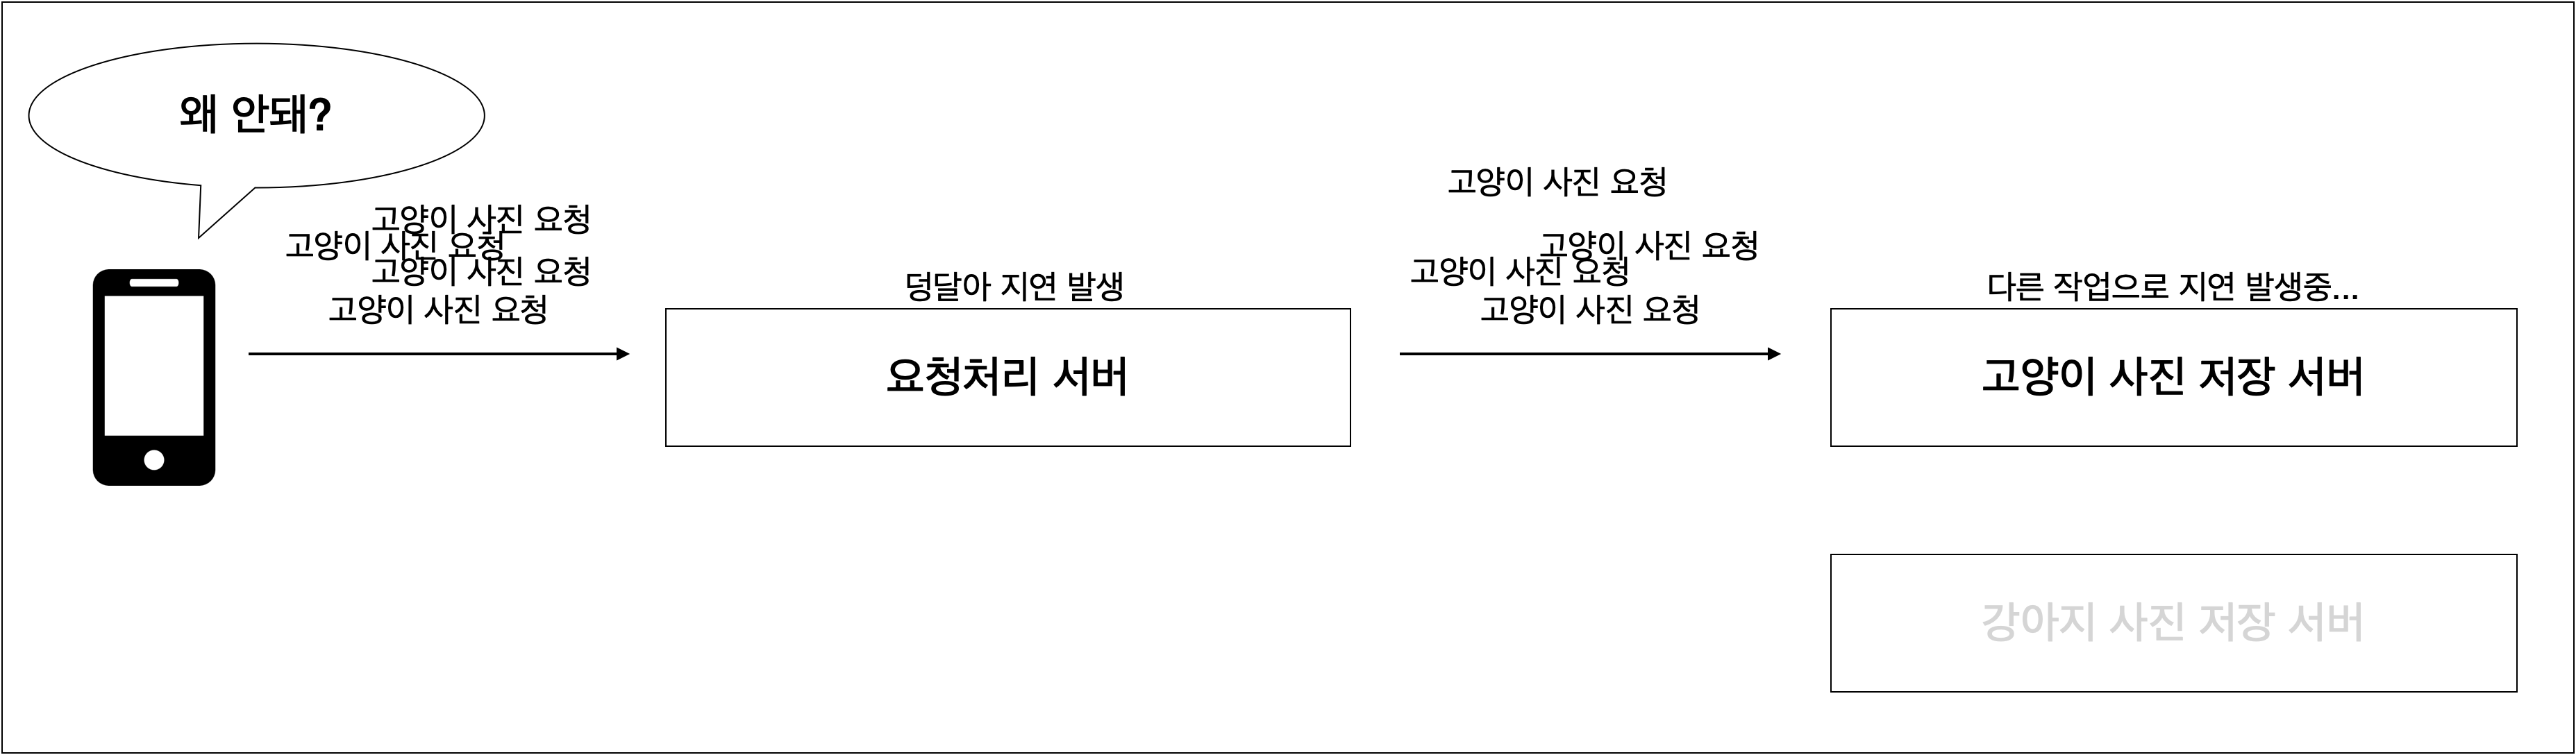 왜 안돼?
고양이 사진 요청
고양이 사진 요청
고양이 사진 요청
고양이 사진 요청
덩달아 지연 발생
요청처리 서버
고양이 사진 요청
고양이 사진 요청
고양이 사진 요청
고양이 사진 요청
다른 작업으로 지연 발생중...
고양이 사진 저장 서버
강아지 사진 저장 서버